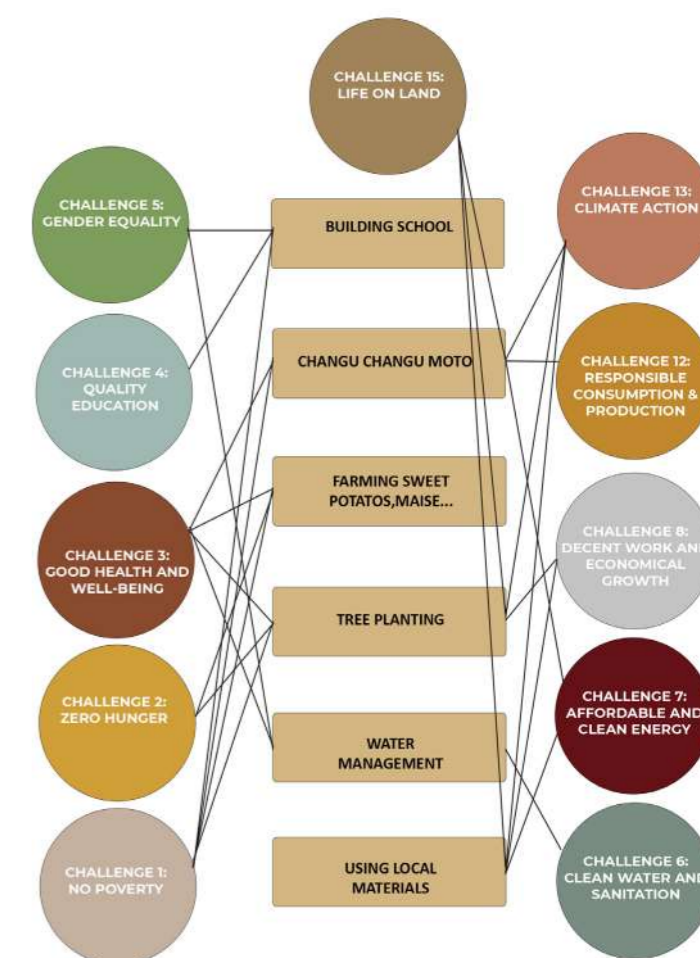 CHALLENGE 15:
LIFE ON LAND
CHALLENGE 5:
GENDER EQUALITY
CHALLENGE 4:
QUALITY
EDUCATION
CHALLENGE 3:
GOOD HEALTH AND
WELL-BEING
CHALLENGE 2:
ZERO HUNGER
CHALLENGE 1:
NO POVERTY
BUILDING SCHOOL
CHANGU CHANGU MOTO
FARMING SWEET
POTATOS,MAISE...
TREE PLANTING
WATER
MANAGEMENT
USING LOCAL
MATERIALS
CHALLENGE 13:
CLIMATE ACTION
CHALLENGE 12:
RESPONSIBLE
CONSUMPTION &
PRODUCTION
CHALLENGE 8:
DECENT WORK AND
ECONOMICAL
GROWTH
CHALLENGE 7:
AFFORDABLE AND
CLEAN ENERGY
CHALLENGE 6:
CLEAN WATER AND
SANITATION